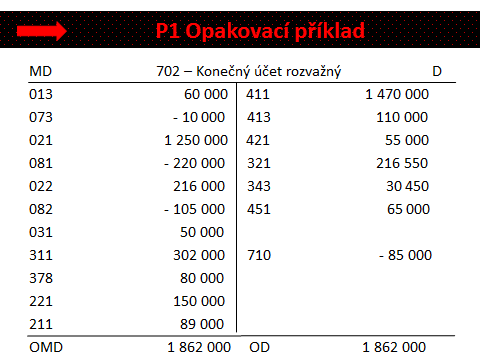 P1 Opakovací příklad
MD 702 – Konečný účet rozvažný D
013 60 000 411 1 470 000
073 - 10 000 413 110 000
021 1 250 000 421 55 000
081 - 220 000 321 216 550
022 216 000 343 30 450
082 - 105 000 451 65 000
031 50 000
311 302 000 710 - 85 000
378 80 000
221 150 000
211 89 000
OMD 1 862 000 OD 1 862 000